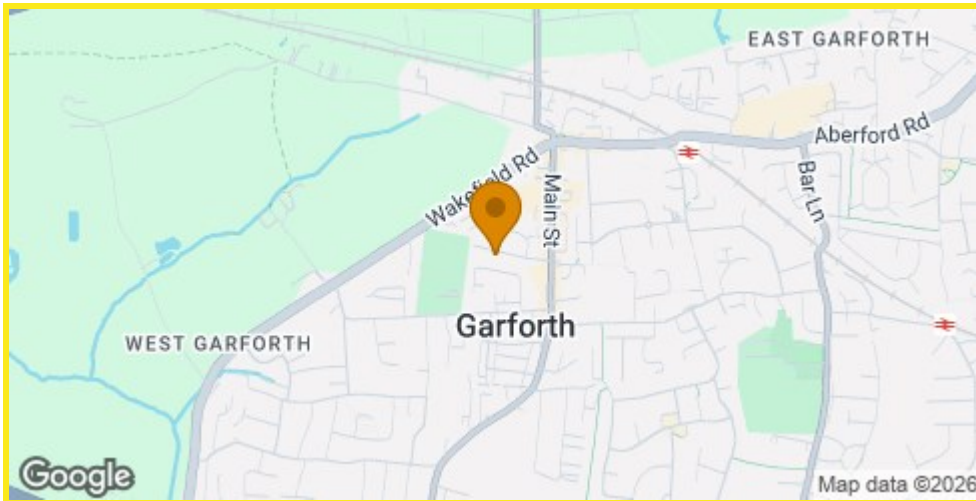 EAST GARFORTH
Aberford Rd
Wakefield Rd
Main St
Bar Ln
Garforth
WEST GARFORTH
Google
Map data ©2026